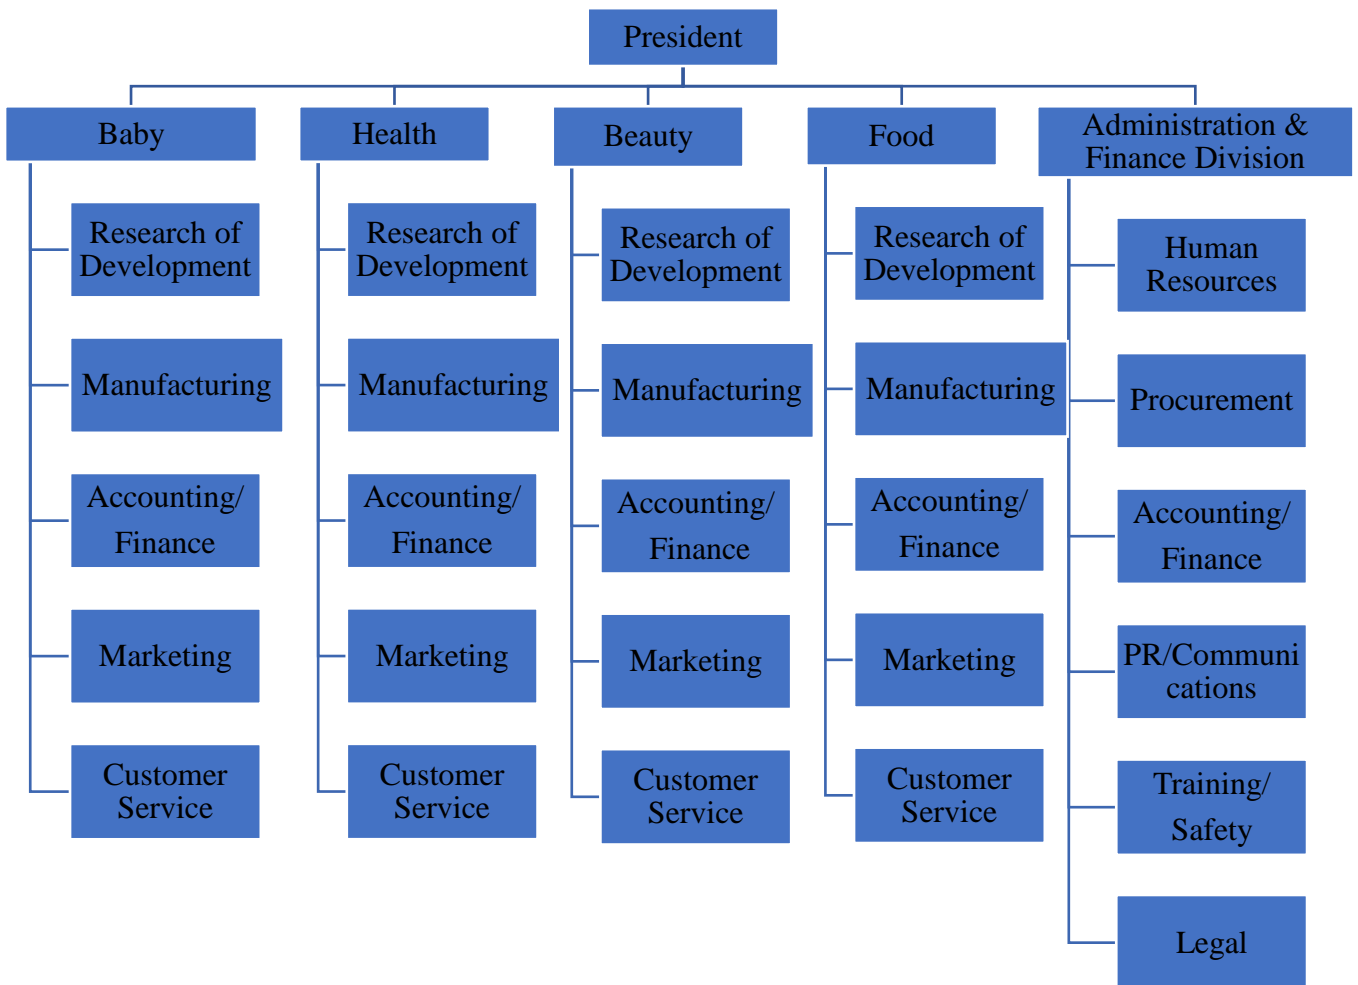 President
Baby
Research of
Development
Manufacturing
Accounting/
Finance
Marketing
Customer
Service
Health
Research of
Development
Manufacturing
Accounting/
Finance
Marketing
Customer
Service
Beauty
Research of
Development
Manufacturing
Accounting/
Finance
Marketing
Customer
Service
Food
Research of
Development
Manufacturing
Accounting/
Finance
Marketing
Customer
Service
Administration &
Finance Division
Human
Resources
Procurement
Accounting/
Finance
PR/Communi
cations
Training/
Safety
Legal